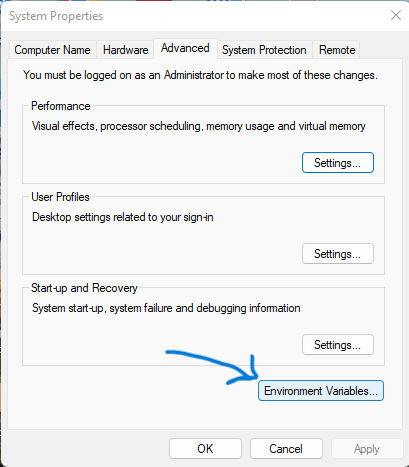 System Properties
Computer Name Hardware Advanced System Protection Remote
You must be logged on as an Administrator to make most of these changes.
Performance
Visual effects, processor scheduling, memory usage and virtual memory
Settings...
User Profiles
Desktop settings related to your sign-in
Settings...
Start-up and Recovery
System start-up, system failure and debugging information
Settings...
Environment Variables...
OK Cancel Apply